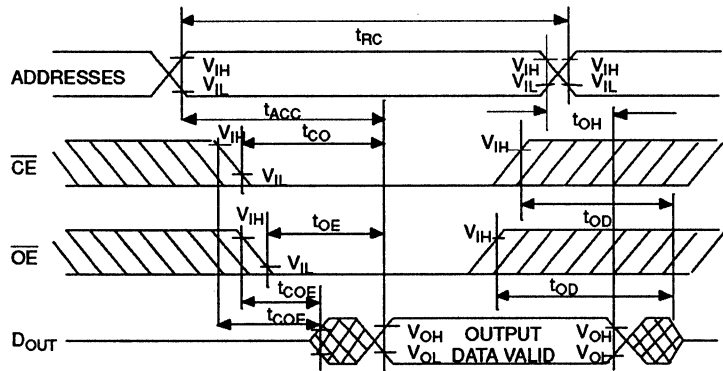 tRC
ADDRESSES
VIH VIH VIH
VIL VIL VIL
tACC
tOH
VIH tCO VIH
CE
VIL
tOD
VIH tOE VIH
OE
VIL
tCOE tOD
tCOE
DOUT
VOH OUTPUT VOH
VOL DATA VALID VOL